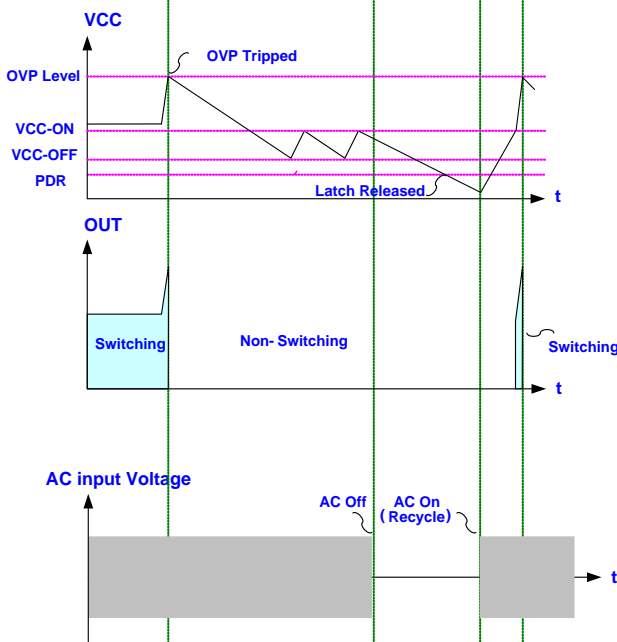 VCC
OVP Tripped
OVP Level
VCC-ON
VCC-OFF
PDR
Latch Released
t
OUT
Switching
Non- Switching
Switching
t
AC input Voltage
AC Off
AC On
( Recycle)
t